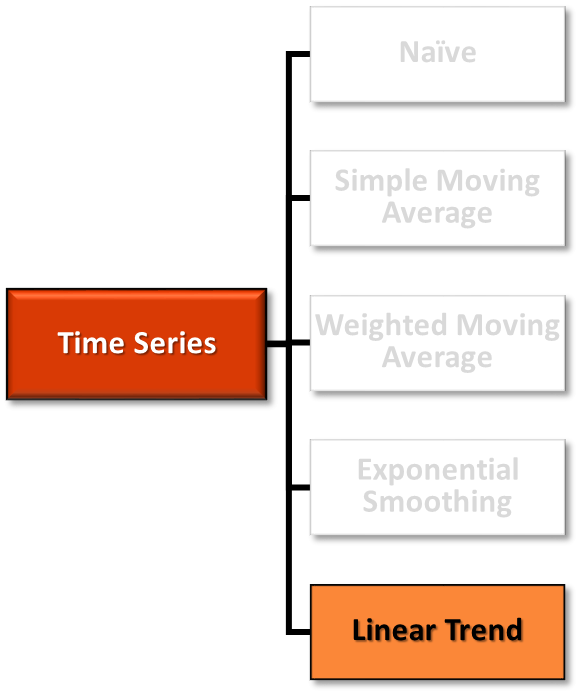 Naïve
Simple Moving
Average
Time Series
Weighted Moving
Average
Exponential
Smoothing
Linear Trend